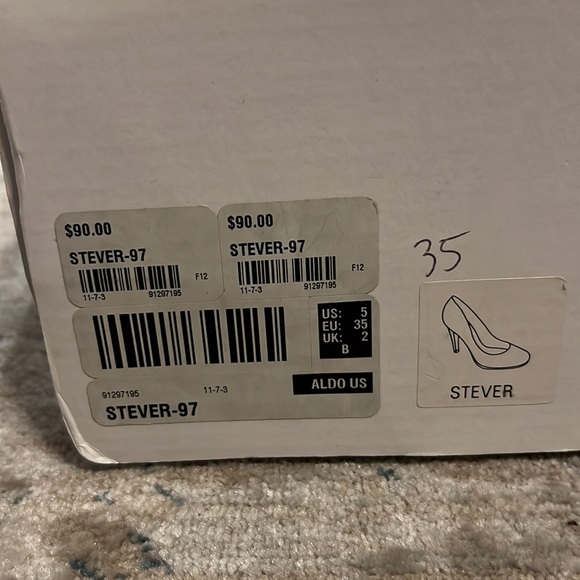 $90.00
STEVER-97
F12
11-7-3 91297195
$90.00
STEVER-97
F12
11-7-3 91297195
US: 5
EU: 35
UK: 2
B
91297195 11-7-3
ALDO US
STEVER-97
35
STEVER